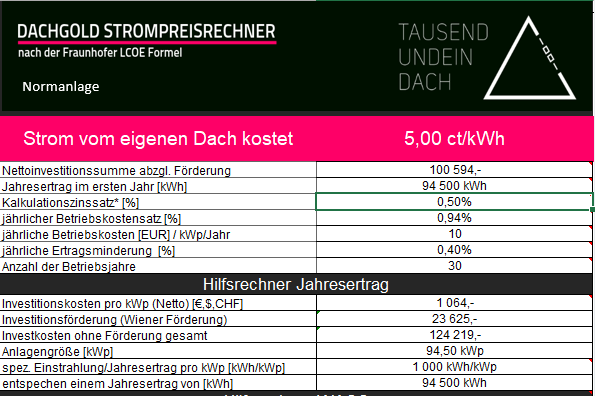 DACHGOLD STROMPREISRECHNER
nach der Fraunhofer LCOE Formel
Normanlage
TAUSEND
UNDEIN
DACH
Strom vom eigenen Dach kostet 5,00 ct/kWh
Nettoinvestitionssumme abzgl. Förderung 100 594,-
Jahresertrag im ersten Jahr [kWh] 94 500 kWh
Kalkulationszinssatz* [%] 0,50%
jährlicher Betriebskostensatz [%] 0,94%
jährliche Betriebskosten [EUR] / kWp/Jahr 10
jährliche Ertragsminderung [%] 0,40%
Anzahl der Betriebsjahre 30
Hilfsrechner Jahresertrag
Investitionskosten pro kWp (Netto) [€,$,CHF] 1 064,-
Investitionsförderung (Wiener Förderung) 23 625,-
Investkosten ohne Förderung gesamt 124 219,-
Anlagengröße [kWp] 94,50 kWp
spez. Einstrahlung/Jahresertrag pro kWp [kWh/kWp] 1 000 kWh/kWp
entspechen einem Jahresertrag von [kWh] 94 500 kWh